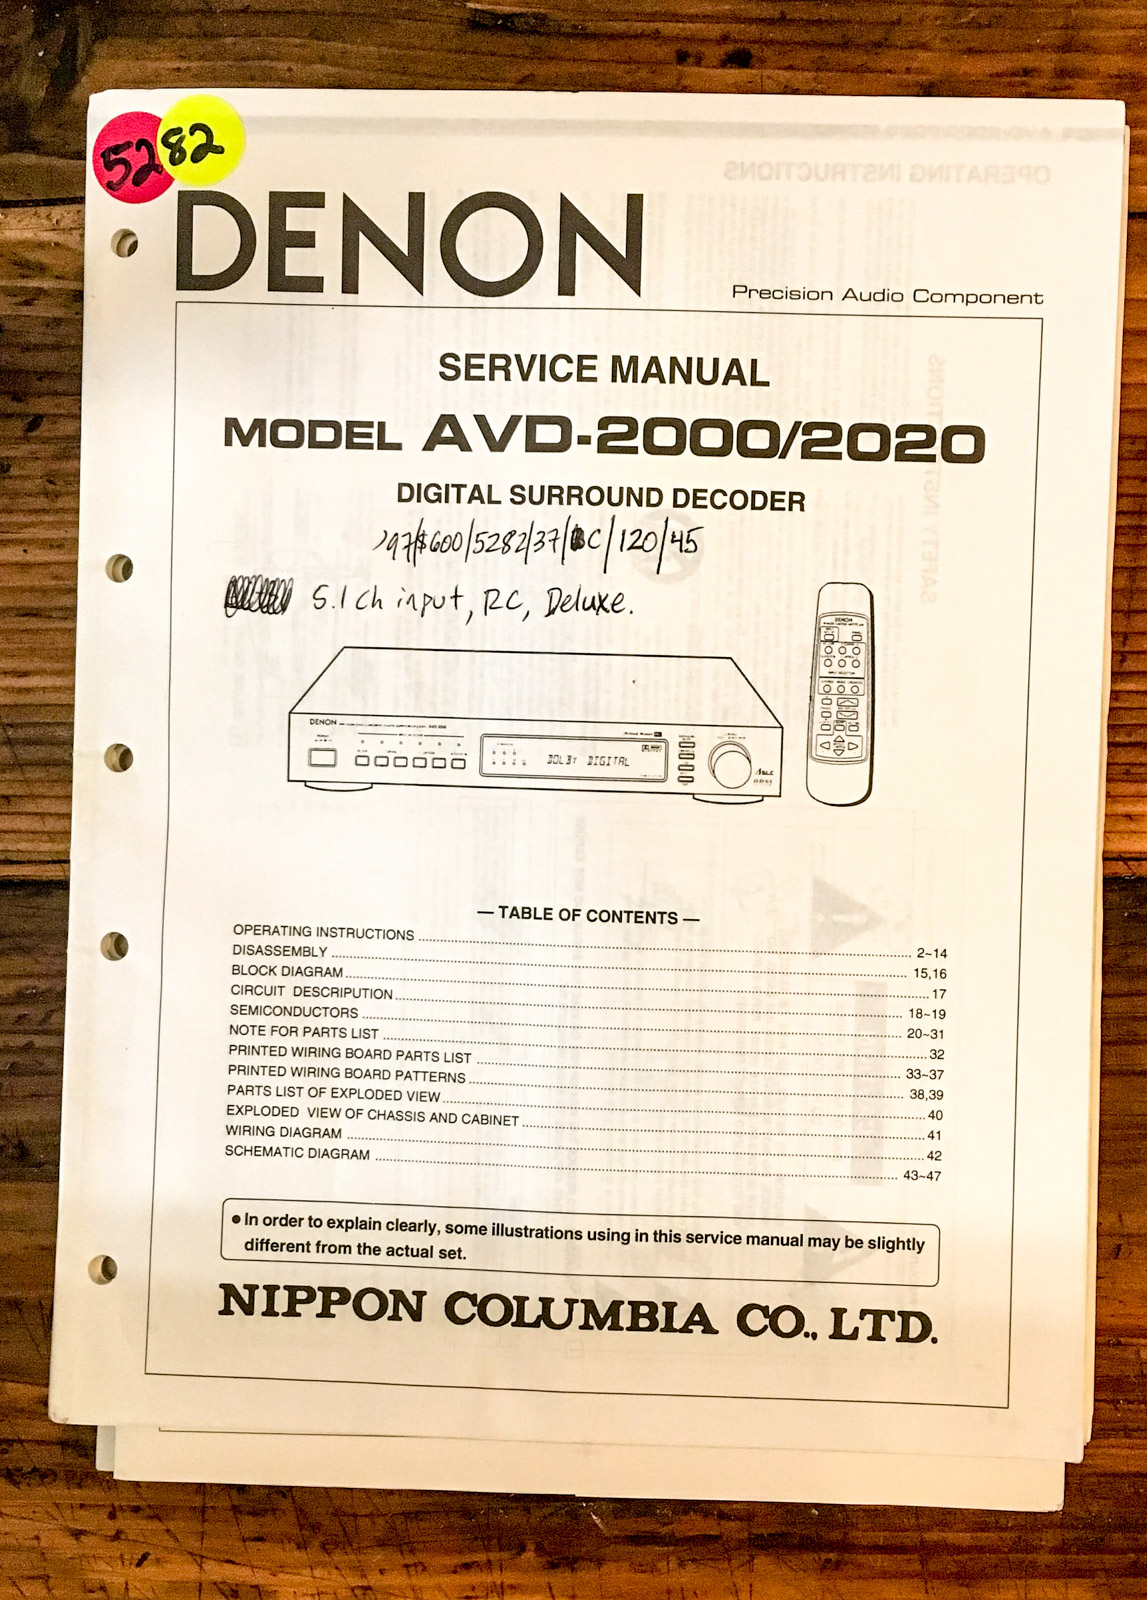 5282
DENON
Precision Audio Component
SERVICE MANUAL
MODEL AVD-2000/2020
DIGITAL SURROUND DECODER
'97/$600/5282/37/C/120/45
5.1 Ch input, RC, Deluxe.
DENON
DOLBY DIGITAL
DENON
— TABLE OF CONTENTS —
OPERATING INSTRUCTIONS 2~14
DISASSEMBLY 15,16
BLOCK DIAGRAM 17
CIRCUIT DESCRIPUTION 18~19
SEMICONDUCTORS 20~31
NOTE FOR PARTS LIST 32
PRINTED WIRING BOARD PARTS LIST 33~37
PRINTED WIRING BOARD PATTERNS 38,39
PARTS LIST OF EXPLODED VIEW 40
EXPLODED VIEW OF CHASSIS AND CABINET 41
WIRING DIAGRAM 42
SCHEMATIC DIAGRAM 43~47
● In order to explain clearly, some illustrations using in this service manual may be slightly
different from the actual set.
NIPPON COLUMBIA CO., LTD.